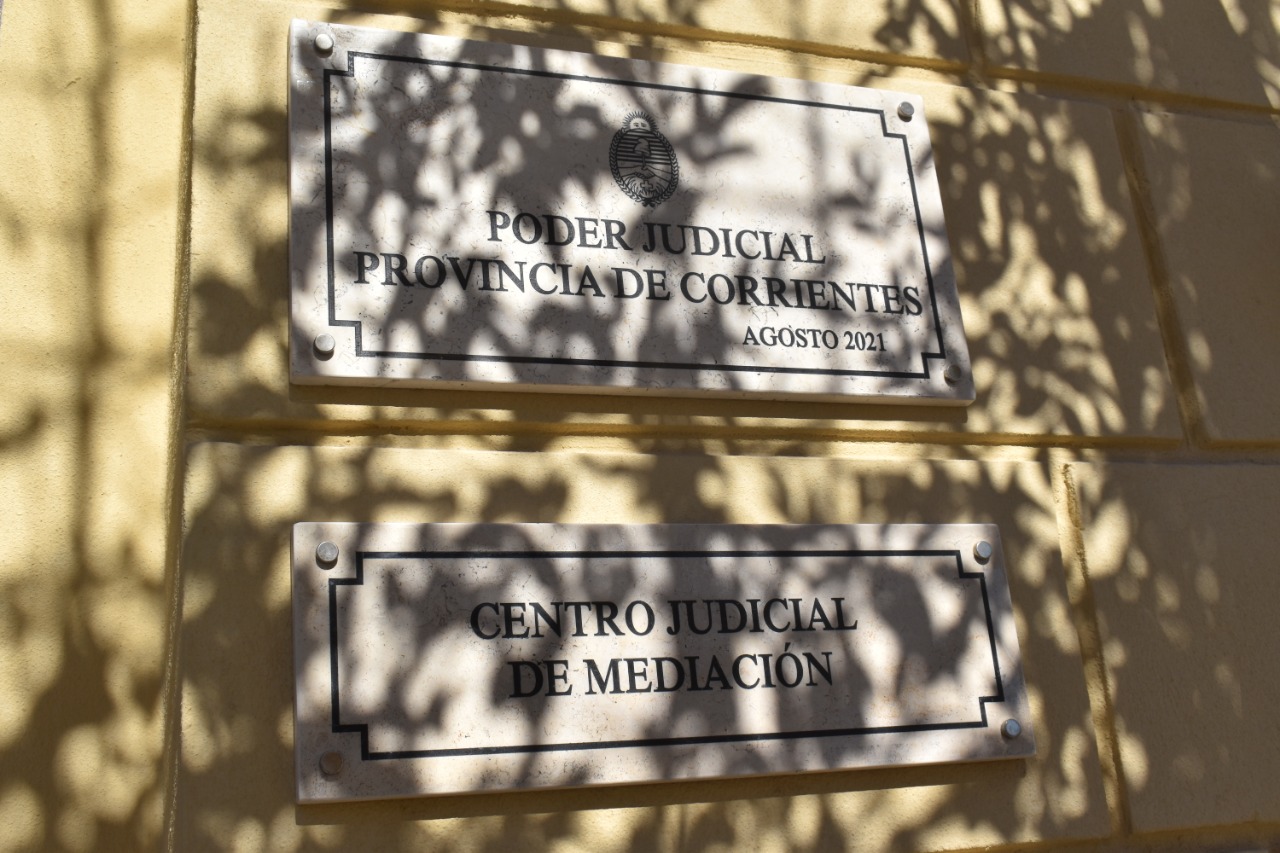 PODER JUDICIAL
PROVINCIA DE CORRIENTES
AGOSTO 2021
CENTRO JUDICIAL
DE MEDIACIÓN